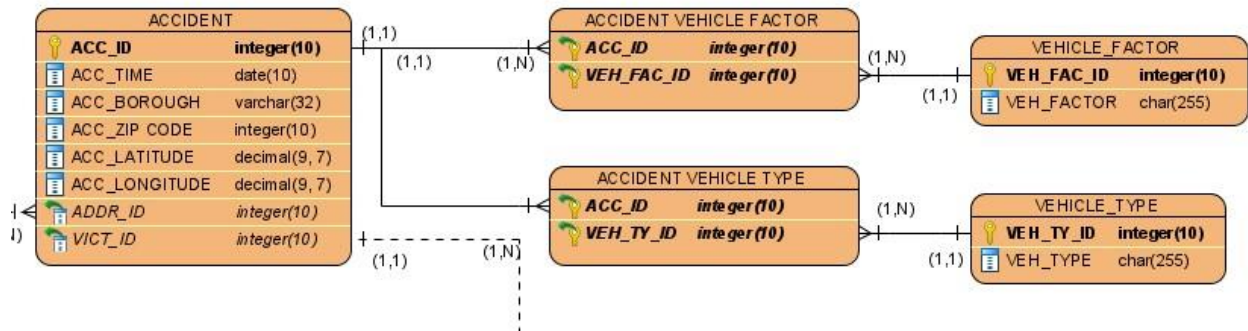 ACCIDENT
ACC_ID integer(10)
ACC_TIME date(10)
ACC_BOROUGH varchar(32)
ACC_ZIP CODE integer(10)
ACC_LATITUDE decimal(9, 7)
ACC_LONGITUDE decimal(9, 7)
ADDR_ID integer(10)
VICT_ID integer(10)
N)
(1,1)
(1,1)
(1,N)
(1,1)
(1,N)
ACCIDENT VEHICLE FACTOR
ACC_ID integer(10)
VEH_FAC_ID integer(10)
(1,N)
(1,1)
VEHICLE_FACTOR
VEH_FAC_ID integer(10)
VEH_FACTOR char(255)
ACCIDENT VEHICLE TYPE
ACC_ID integer(10)
VEH_TY_ID integer(10)
(1,N)
(1,1)
VEHICLE_TYPE
VEH_TY_ID integer(10)
VEH_TYPE char(255)